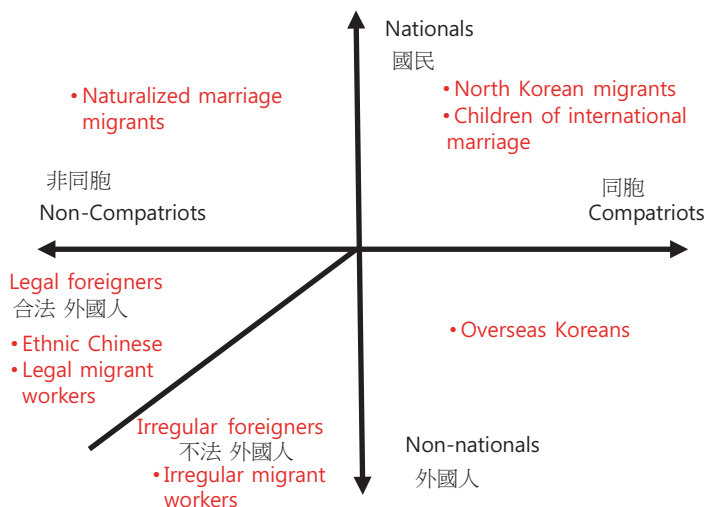 Nationals
國民
• Naturalized marriage
migrants
• North Korean migrants
• Children of international
marriage
非同胞
Non-Compatriots
同胞
Compatriots
Legal foreigners
合法 外國人
• Ethnic Chinese
• Legal migrant
workers
• Overseas Koreans
Irregular foreigners
不法 外國人
• Irregular migrant
workers
Non-nationals
外國人